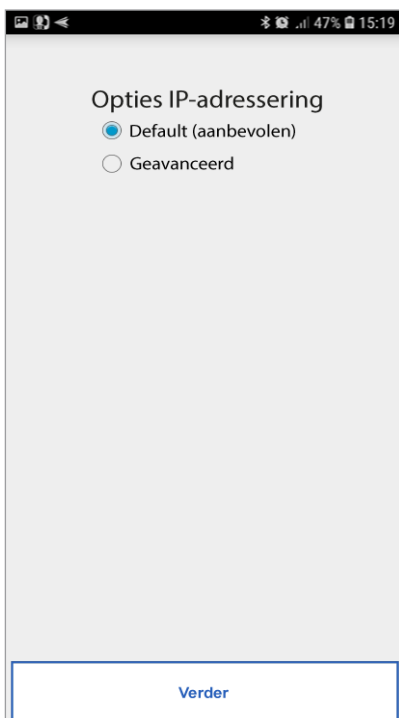 47% 15:19
Opties IP-adressering
Default (aanbevolen)
Geavanceerd
Verder